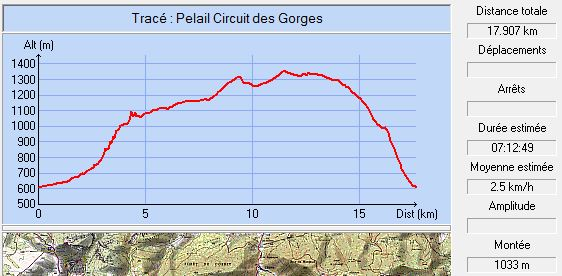 Tracé : Pelail Circuit des Gorges
Alt (m)
1400
1300
1200
1100
1000
900
800
700
600
500
0
5
10
15
Dist (km)
Distance totale
17.907 km
Déplacements
Arrêts
Durée estimée
07:12:49
Moyenne estimée
2.5 km/h
Amplitude
Montée
1033 m